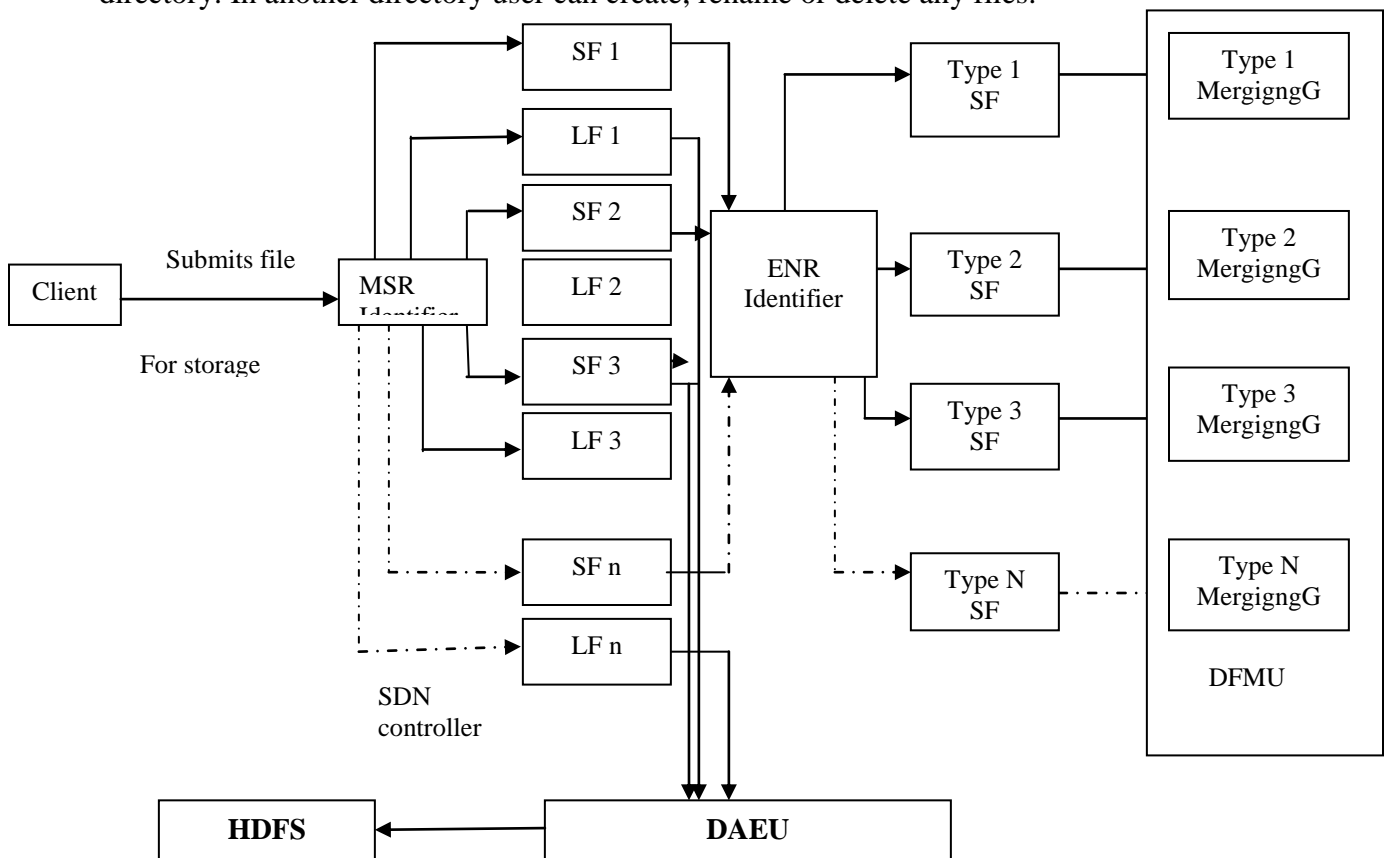 directory. In another directory user can create, rename or delete any files.
SF 1
LF 1
SF 2
LF 2
SF 3
LF 3
SF n
LF n
Client
Submits file
For storage
MSR
Identifier
SDN
controller
ENR
Identifier
Type 1
SF
Type 2
SF
Type 3
SF
Type N
SF
Type 1
MergigngG
Type 2
MergigngG
Type 3
MergigngG
Type N
MergigngG
DFMU
HDFS
DAEU